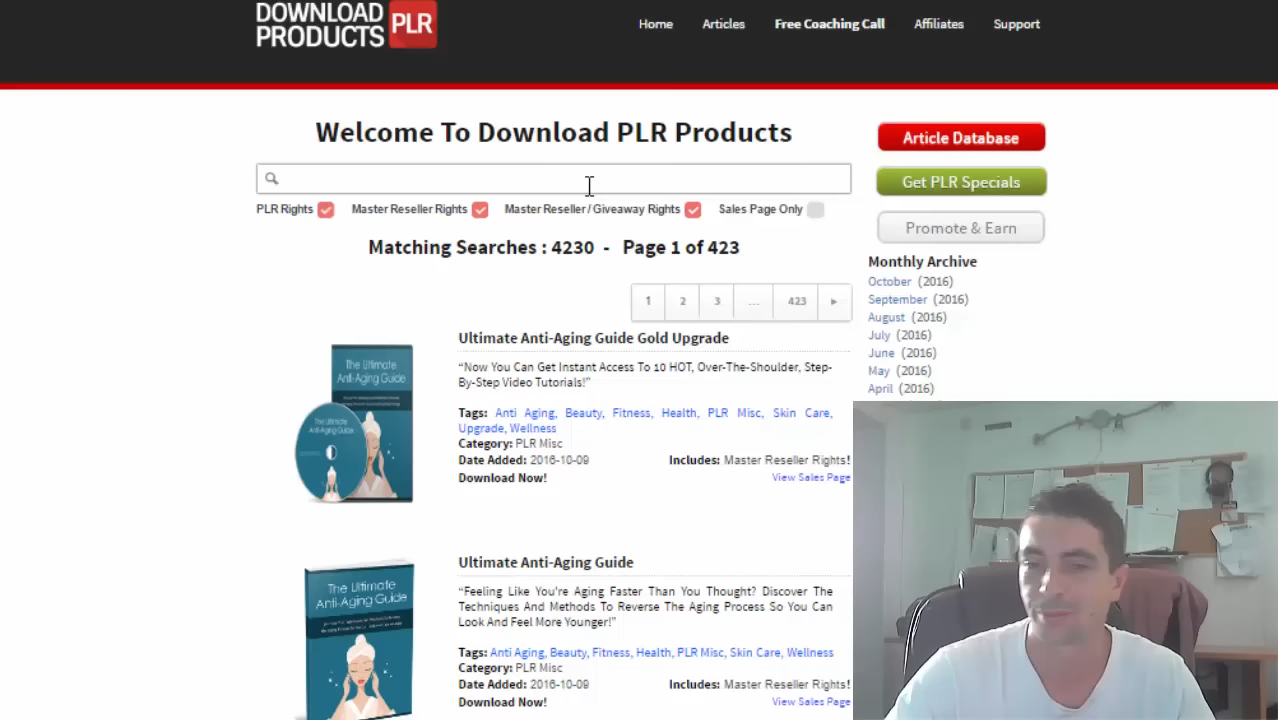 DOWNLOAD
PRODUCTS PLR
Home Articles Free Coaching Call Affiliates Support
Welcome To Download PLR Products
PLR Rights Master Reseller Rights Master Reseller / Giveaway Rights Sales Page Only
Matching Searches : 4230 - Page 1 of 423
1 2 3 ... 423
Ultimate Anti-Aging Guide Gold Upgrade
“Now You Can Get Instant Access To 10 HOT, Over-The-Shoulder, Step-
By-Step Video Tutorials!”
Tags: Anti Aging, Beauty, Fitness, Health, PLR Misc, Skin Care,
Upgrade, Wellness
Category: PLR Misc
Date Added: 2016-10-09 Includes: Master Reseller Rights!
Download Now! View Sales Page
The Ultimate
Anti-Aging Guide
The Ultimate
Anti-Aging Guide
Ultimate Anti-Aging Guide
“Feeling Like You're Aging Faster Than You Thought? Discover The
Techniques And Methods To Reverse The Aging Process So You Can
Look And Feel More Younger!”
Tags: Anti Aging, Beauty, Fitness, Health, PLR Misc, Skin Care, Wellness
Category: PLR Misc
Date Added: 2016-10-09 Includes: Master Reseller Rights!
Download Now! View Sales Page
The Ultimate
Anti-Aging Guide
Article Database
Get PLR Specials
Promote & Earn
Monthly Archive
October (2016)
September (2016)
August (2016)
July (2016)
June (2016)
May (2016)
April (2016)